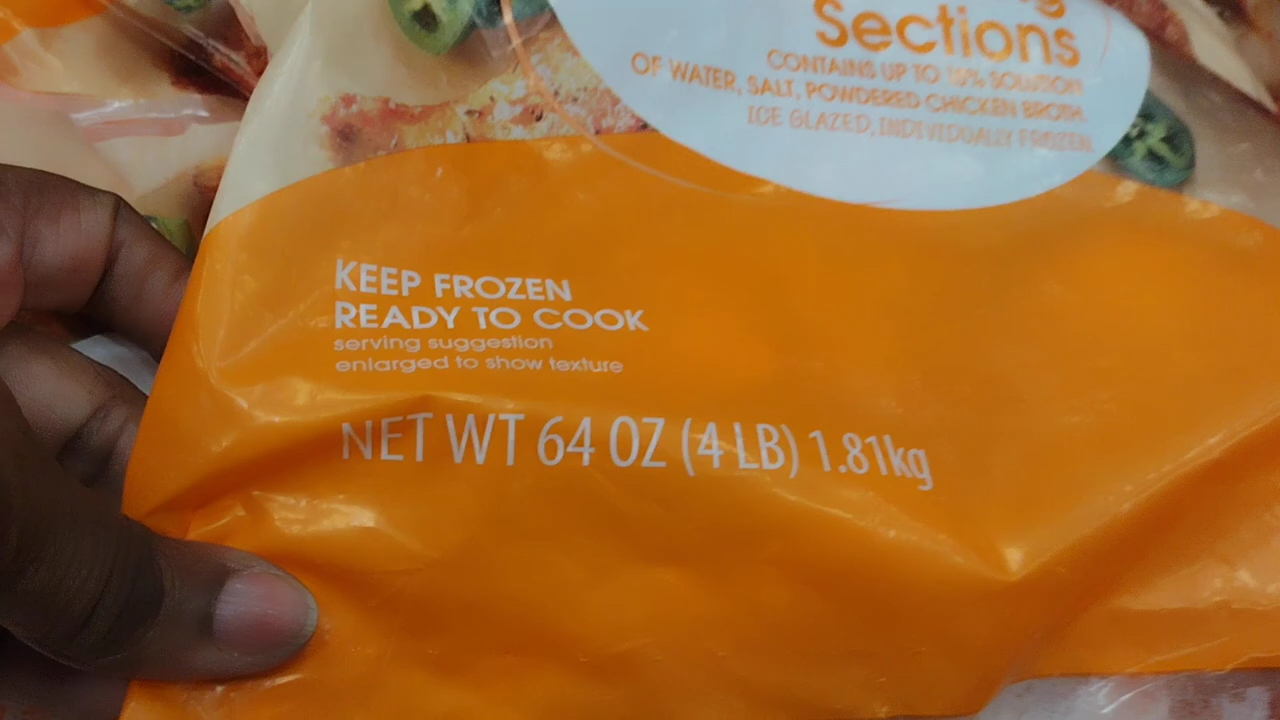 Sections
CONTAINS UP TO SOLUTION
OF WATER, SALT, POWDERED CHICKEN BROTH.
ICE GLAZED, INDIVIDUALLY FROZEN
KEEP FROZEN
READY TO COOK
serving suggestion
enlarged to show texture
NET WT 64 OZ (4 LB) 1.81kg